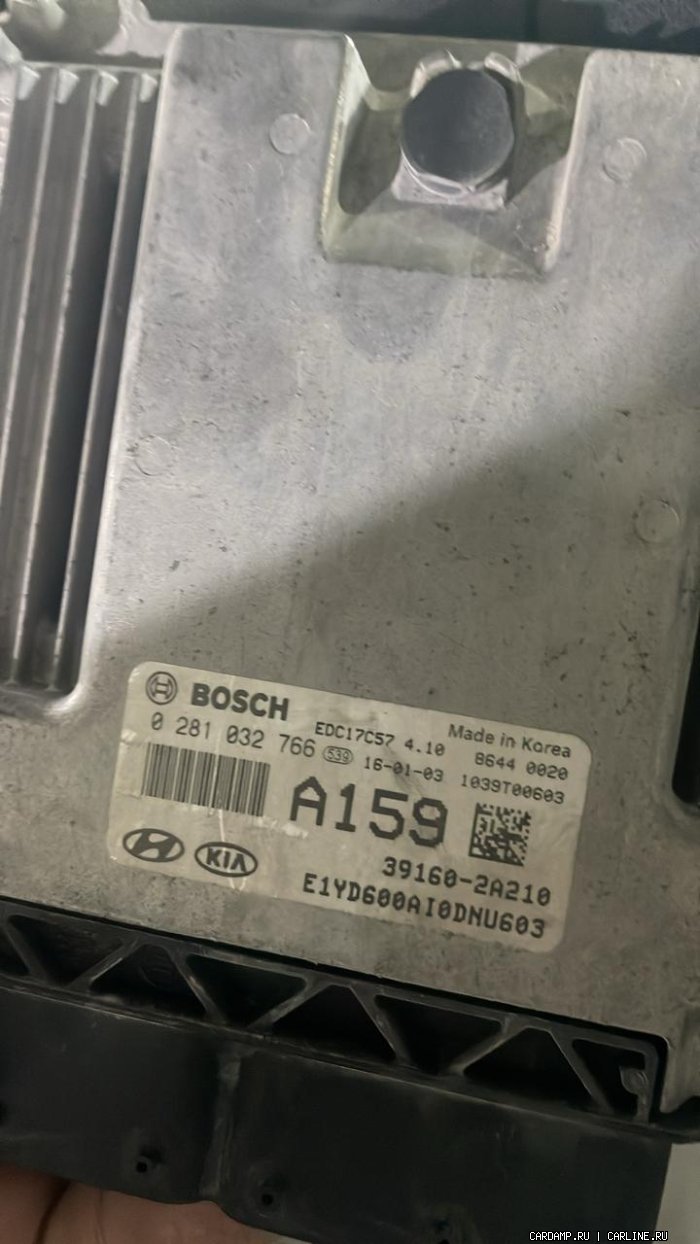 BOSCH
Made in Korea
0 281 032 766 EDC17C57 4.10 8644 0020
539 16-01-03 1039T00603
A159
39160-2A210
KIA
E1YD600AI0DNU603
CARDAMP.RU | CARLINE.RU